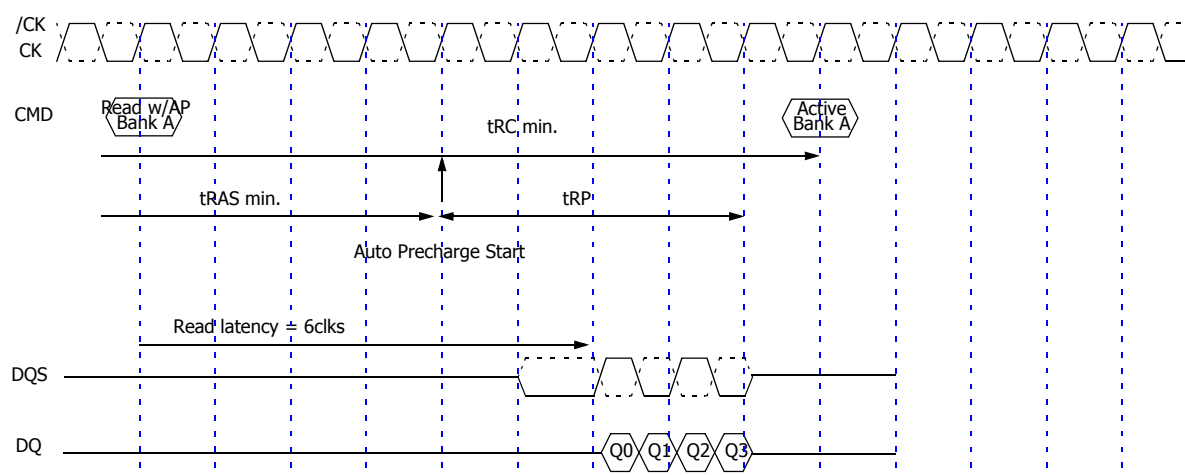 /CK
CK
CMD
Read w/AP
Bank A
Active
Bank A
tRC min.
tRAS min.
tRP
Auto Precharge Start
Read latency = 6clks
DQS
DQ
Q0 Q1 Q2 Q3